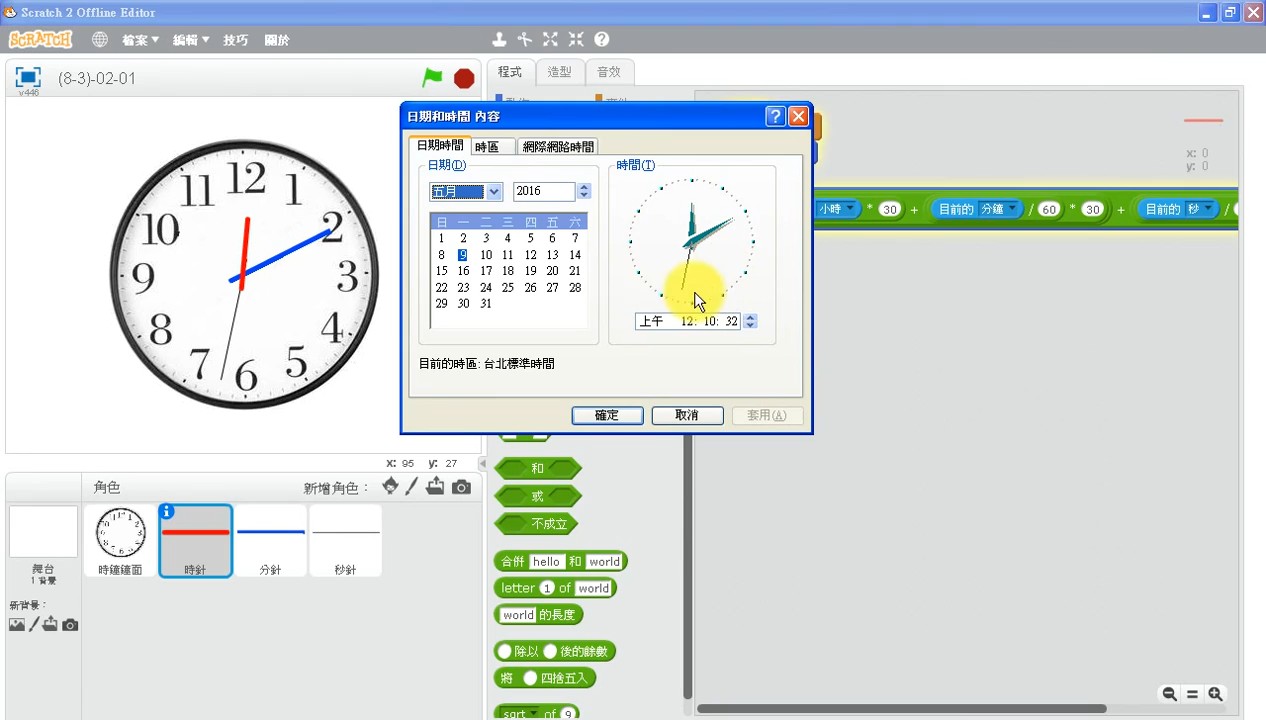 Scratch 2 Offline Editor
SCRATCH 檔案 編輯 技巧 關於
v446
(8-3)-02-01
程式 造型 音效
x: 0
y: 0
小時 * 30 + 目前的 分鐘 / 60 * 30 + 目前的 秒 /
12 1 2 3 4 5 6 7 8 9 10 11
日期和時間 內容
日期時間 時區 網際網路時間
日期(D)
五月 2016
日 一 二 三 四 五 六
1 2 3 4 5 6 7
8 9 10 11 12 13 14
15 16 17 18 19 20 21
22 23 24 25 26 27 28
29 30 31
時間(T)
上午 12: 10: 32
目前的時區: 台北標準時間
確定 取消 套用(A)
x: 95 y: 27
角色 新增角色：
舞台
1 背景
新背景：
時鐘鐘面 時針 分針 秒針
和
或
不成立
合併 hello 和 world
letter 1 of world
world 的長度
除以 後的餘數
將 四捨五入
sqrt of 9